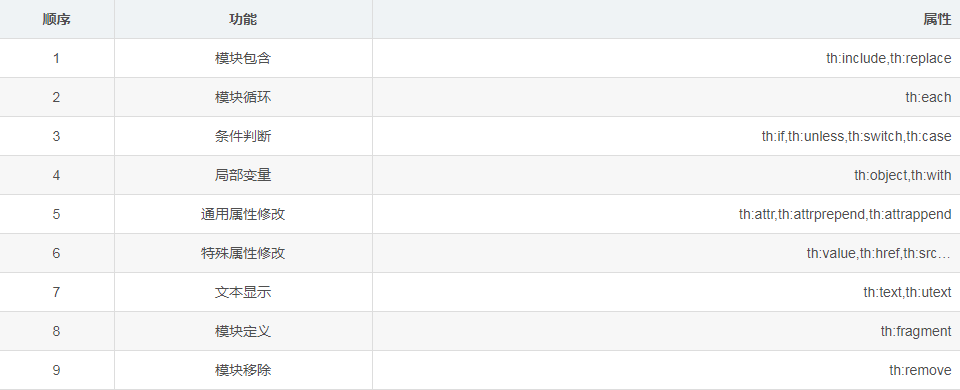 顺序 功能 属性
1 模块包含 th:include,th:replace
2 模块循环 th:each
3 条件判断 th:if,th:unless,th:switch,th:case
4 局部变量 th:object,th:with
5 通用属性修改 th:attr,th:attrprepend,th:attrappend
6 特殊属性修改 th:value,th:href,th:src…
7 文本显示 th:text,th:utext
8 模块定义 th:fragment
9 模块移除 th:remove